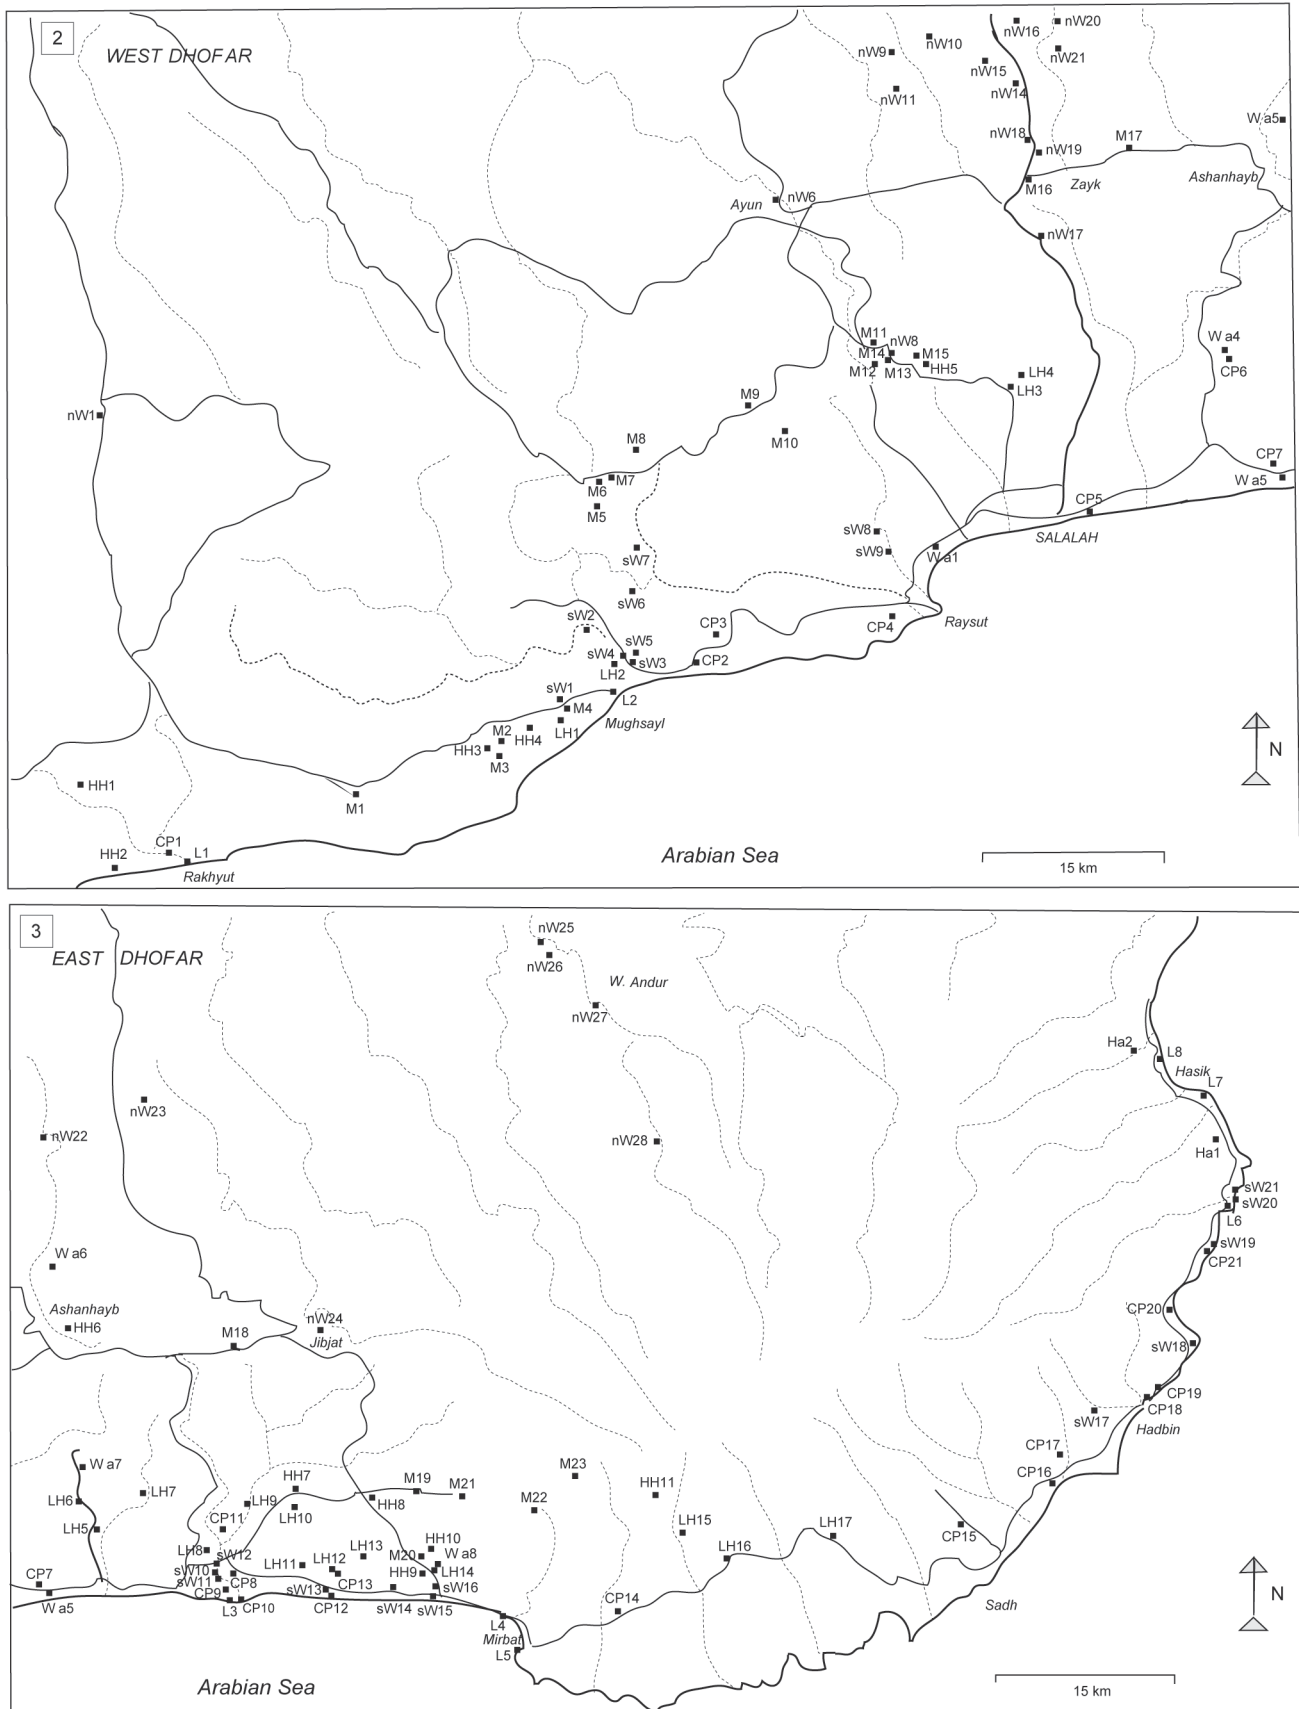 2
WEST DHOFAR
nW16
nW20
nW10
nW9
nW21
nW15
nW14
nW11
W a5
nW18
M17
nW19
Zayk
Ashanhayb
M16
nW6
Ayun
nW17
M11
nW8
W a4
M14
M15
M12
M13
HH5
CP6
LH4
LH3
M9
nW1
M8
M10
CP7
M7
M6
W a5
CP5
M5
sW8
SALALAH
sW9
W a1
sW7
sW6
sW2
CP3
CP4
Raysut
sW5
sW4
sW3
CP2
LH2
sW1
L2
M4
Mughsayl
LH1
M2
HH4
HH3
M3
N
HH1
M1
CP1
L1
HH2
Rakhyut
Arabian Sea
15 km
3
EAST DHOFAR
nW25
nW26
W. Andur
nW27
Ha2
L8
Hasik
L7
nW23
nW22
nW28
Ha1
sW21
sW20
L6
sW19
W a6
CP21
Ashanhayb
CP20
nW24
HH6
M18
Jibjat
sW18
CP19
CP18
sW17
Hadbin
CP17
W a7
M23
CP16
HH7
M19
M21
HH11
LH6
LH7
LH9
HH8
LH10
M22
CP11
LH5
LH15
LH17
CP15
HH10
LH8
LH13
LH16
sW12
M20
W a8
LH11
LH12
sW10
HH9
LH14
CP7
sW11
CP8
CP13
sW16
CP9
sW13
W a5
L3
CP10
CP12
sW14
sW15
CP14
Sadh
N
L4
Mirbat
L5
Arabian Sea
15 km